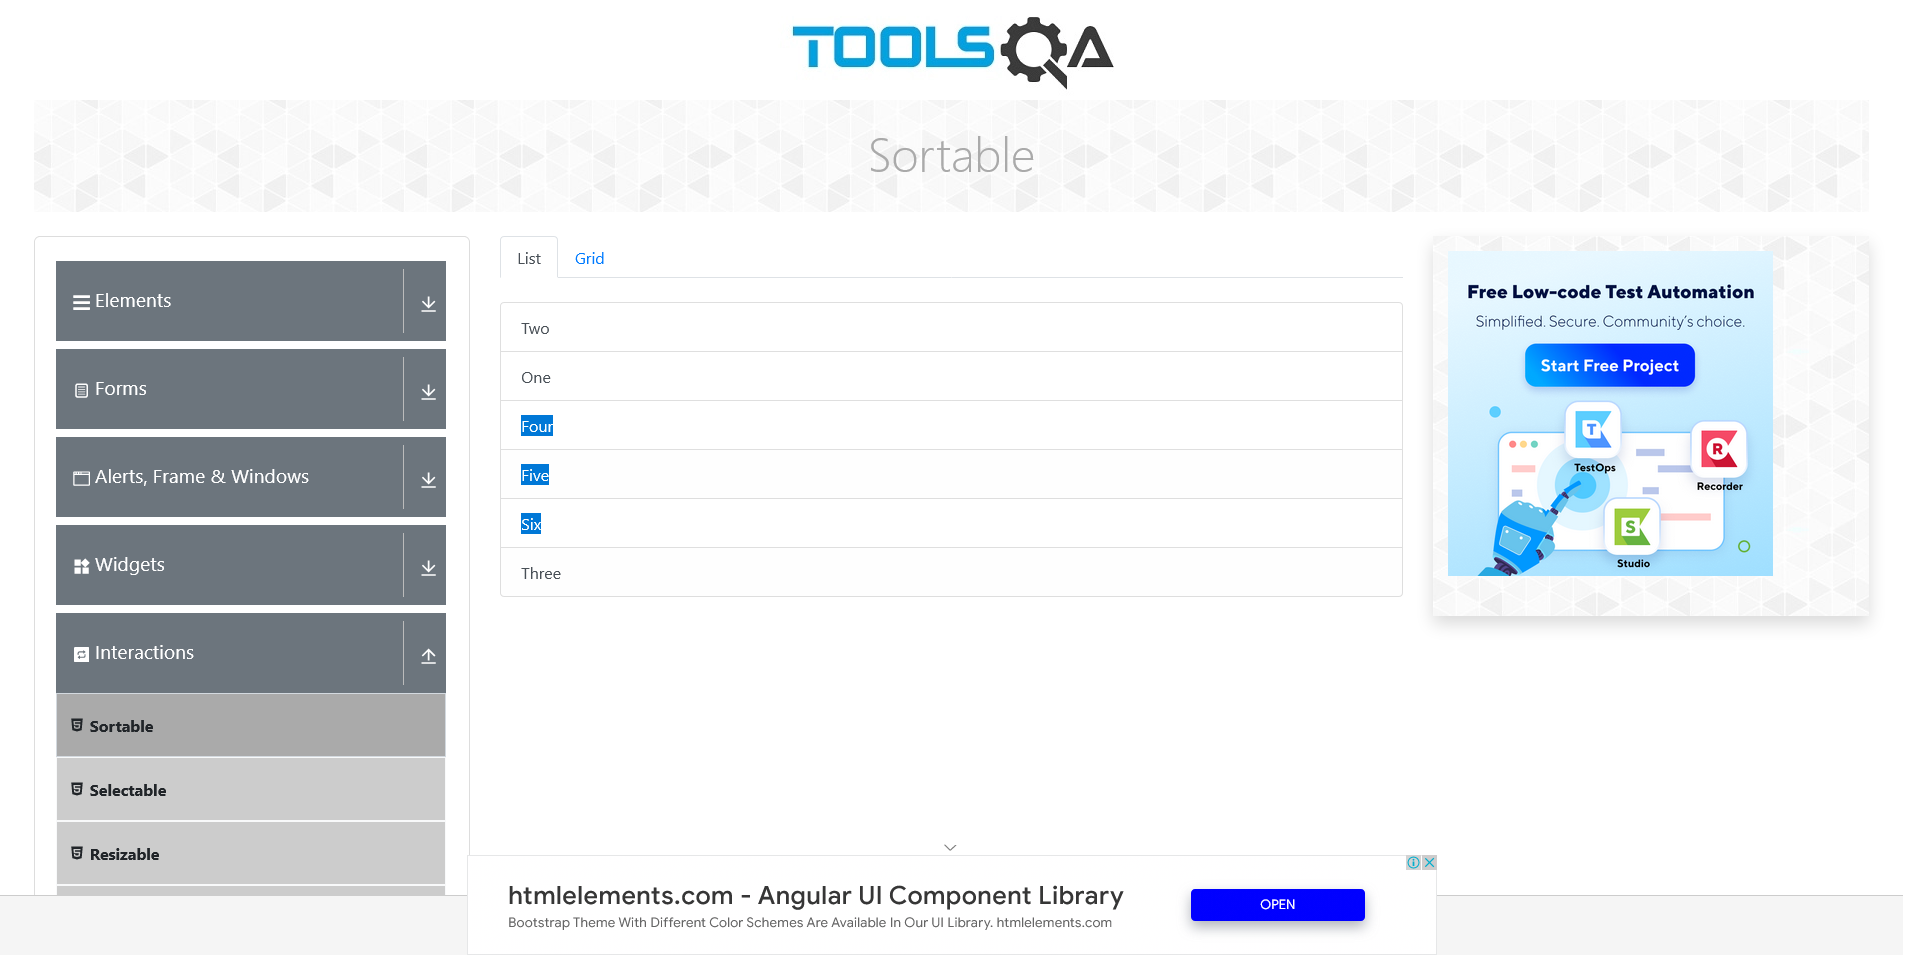 TOOLSQA
Sortable
Elements
Forms
Alerts, Frame & Windows
Widgets
Interactions
Sortable
Selectable
Resizable
List
Grid
Two
One
Four
Five
Six
Three
Free Low-code Test Automation
Simplified. Secure. Community's choice.
Start Free Project
T
TestOps
R
Recorder
S
Studio
htmlelements.com - Angular UI Component Library
Bootstrap Theme With Different Color Schemes Are Available In Our UI Library. htmlelements.com
OPEN